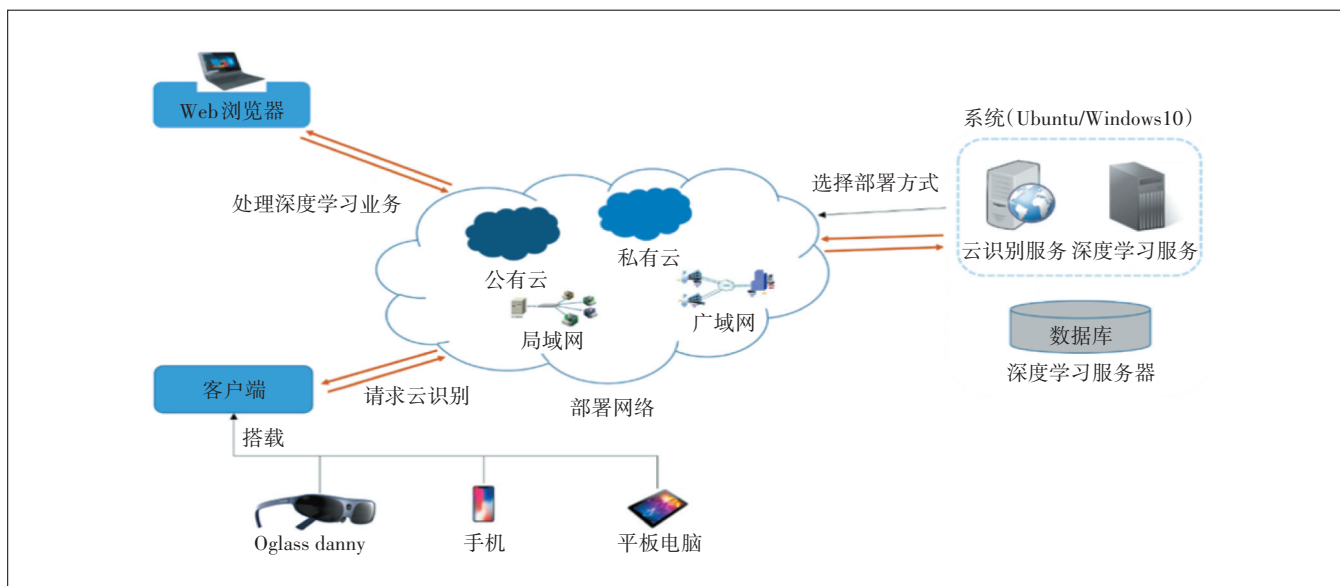 Web浏览器
系统(Ubuntu/Windows10)
处理深度学习业务
选择部署方式
公有云
私有云
云识别服务
深度学习服务
局域网
广域网
数据库
深度学习服务器
客户端
请求云识别
部署网络
搭载
Oglass danny
手机
平板电脑